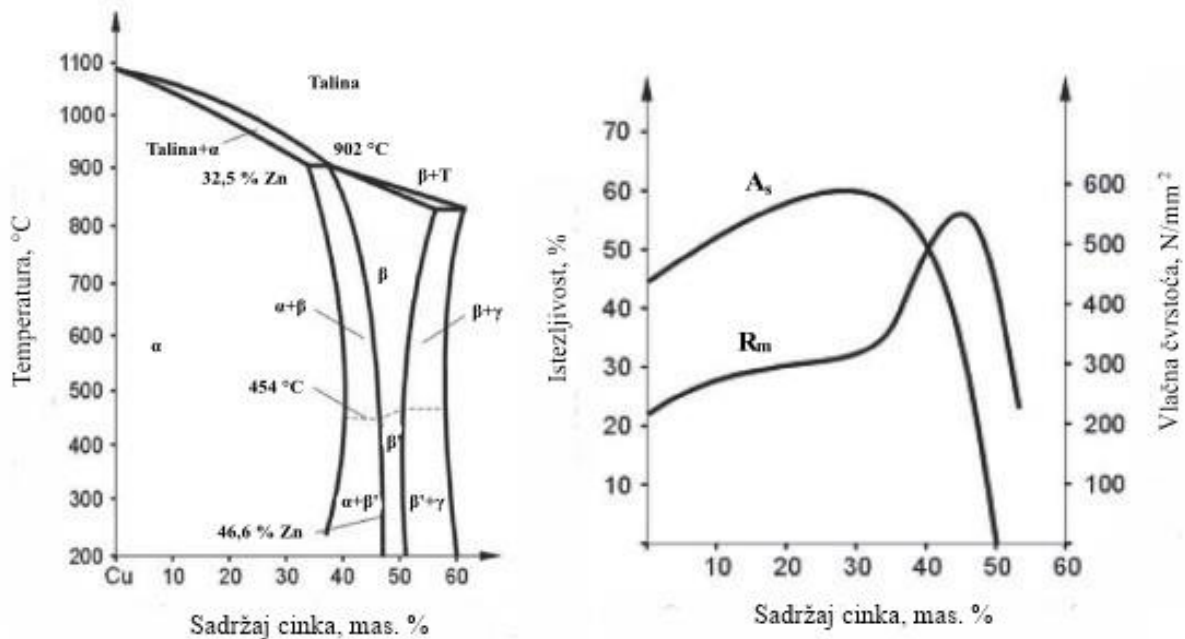 1100
1000
900
800
700
600
500
400
300
200
Temperatura, °C
Talina
Talina+α
902 °C
32,5 % Zn
β+T
β
α+β
β+γ
α
454 °C
β'
α+β'
β'+γ
46,6 % Zn
Cu 10 20 30 40 50 60
Sadržaj cinka, mas. %
70
60
50
40
30
20
10
Istezljivost, %
As
Rm
600
500
400
300
200
100
Vlačna čvrstoća, N/mm²
10 20 30 40 50 60
Sadržaj cinka, mas. %